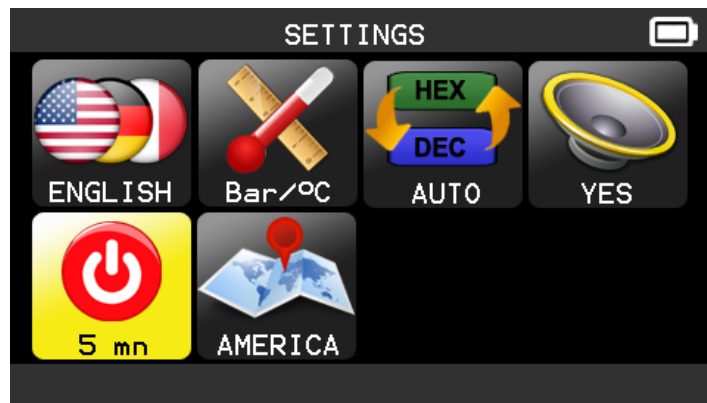 SETTINGS
HEX
DEC
ENGLISH Bar/ºC AUTO YES
5 mn AMERICA